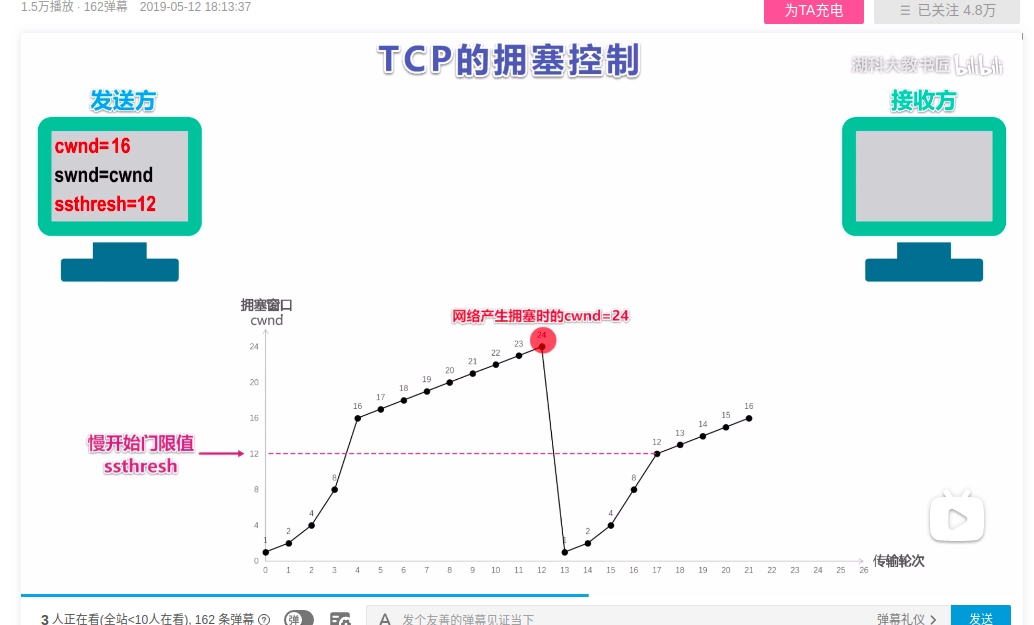 1.5万播放 · 162弹幕 2019-05-12 18:13:37
为TA充电
已关注 4.8万
TCP的拥塞控制
湖科大教书匠 bilibili
发送方
接收方
cwnd=16
swnd=cwnd
ssthresh=12
拥塞窗口
cwnd
网络产生拥塞时的cwnd=24
24
20
16
12
8
4
0
慢开始门限值
ssthresh
1 2 4 8 16 17 18 19 20 21 22 23 24 1 2 4 8 12 13 14 15 16
0 1 2 3 4 5 6 7 8 9 10 11 12 13 14 15 16 17 18 19 20 21 22 23 24 25 26
传输轮次
3 人正在看(全站<10人在看), 162 条弹幕
弹
A 发个友善的弹幕见证当下
弹幕礼仪
发送